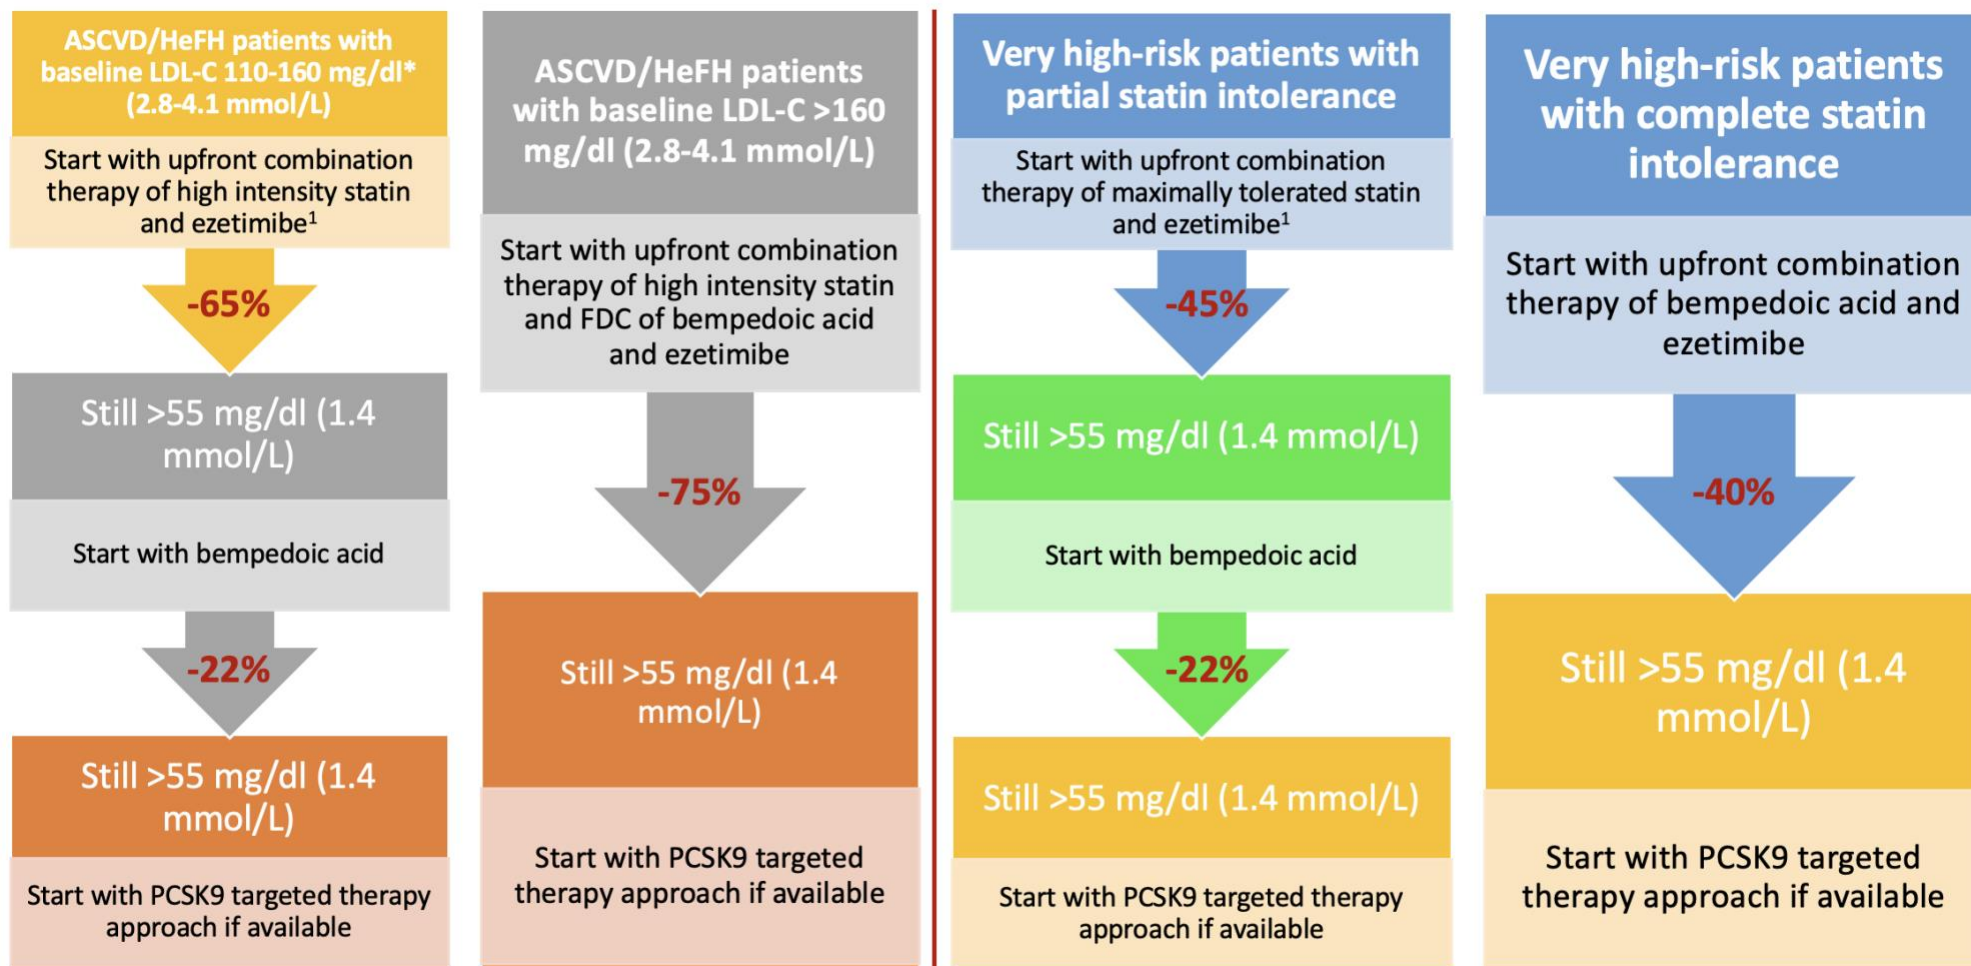 ASCVD/HeFH patients with
baseline LDL-C 110-160 mg/dl*
(2.8-4.1 mmol/L)
Start with upfront combination
therapy of high intensity statin
and ezetimibe¹
-65%
Still >55 mg/dl (1.4
mmol/L)
Start with bempedoic acid
-22%
Still >55 mg/dl (1.4
mmol/L)
Start with PCSK9 targeted therapy
approach if available
ASCVD/HeFH patients
with baseline LDL-C >160
mg/dl (2.8-4.1 mmol/L)
Start with upfront combination
therapy of high intensity statin
and FDC of bempedoic acid
and ezetimibe
-75%
Still >55 mg/dl (1.4
mmol/L)
Start with PCSK9 targeted
therapy approach if available
Very high-risk patients with
partial statin intolerance
Start with upfront combination
therapy of maximally tolerated statin
and ezetimibe¹
-45%
Still >55 mg/dl (1.4 mmol/L)
Start with bempedoic acid
-22%
Still >55 mg/dl (1.4 mmol/L)
Start with PCSK9 targeted therapy
approach if available
Very high-risk patients
with complete statin
intolerance
Start with upfront combination
therapy of bempedoic acid and
ezetimibe
-40%
Still >55 mg/dl (1.4
mmol/L)
Start with PCSK9 targeted
therapy approach if available